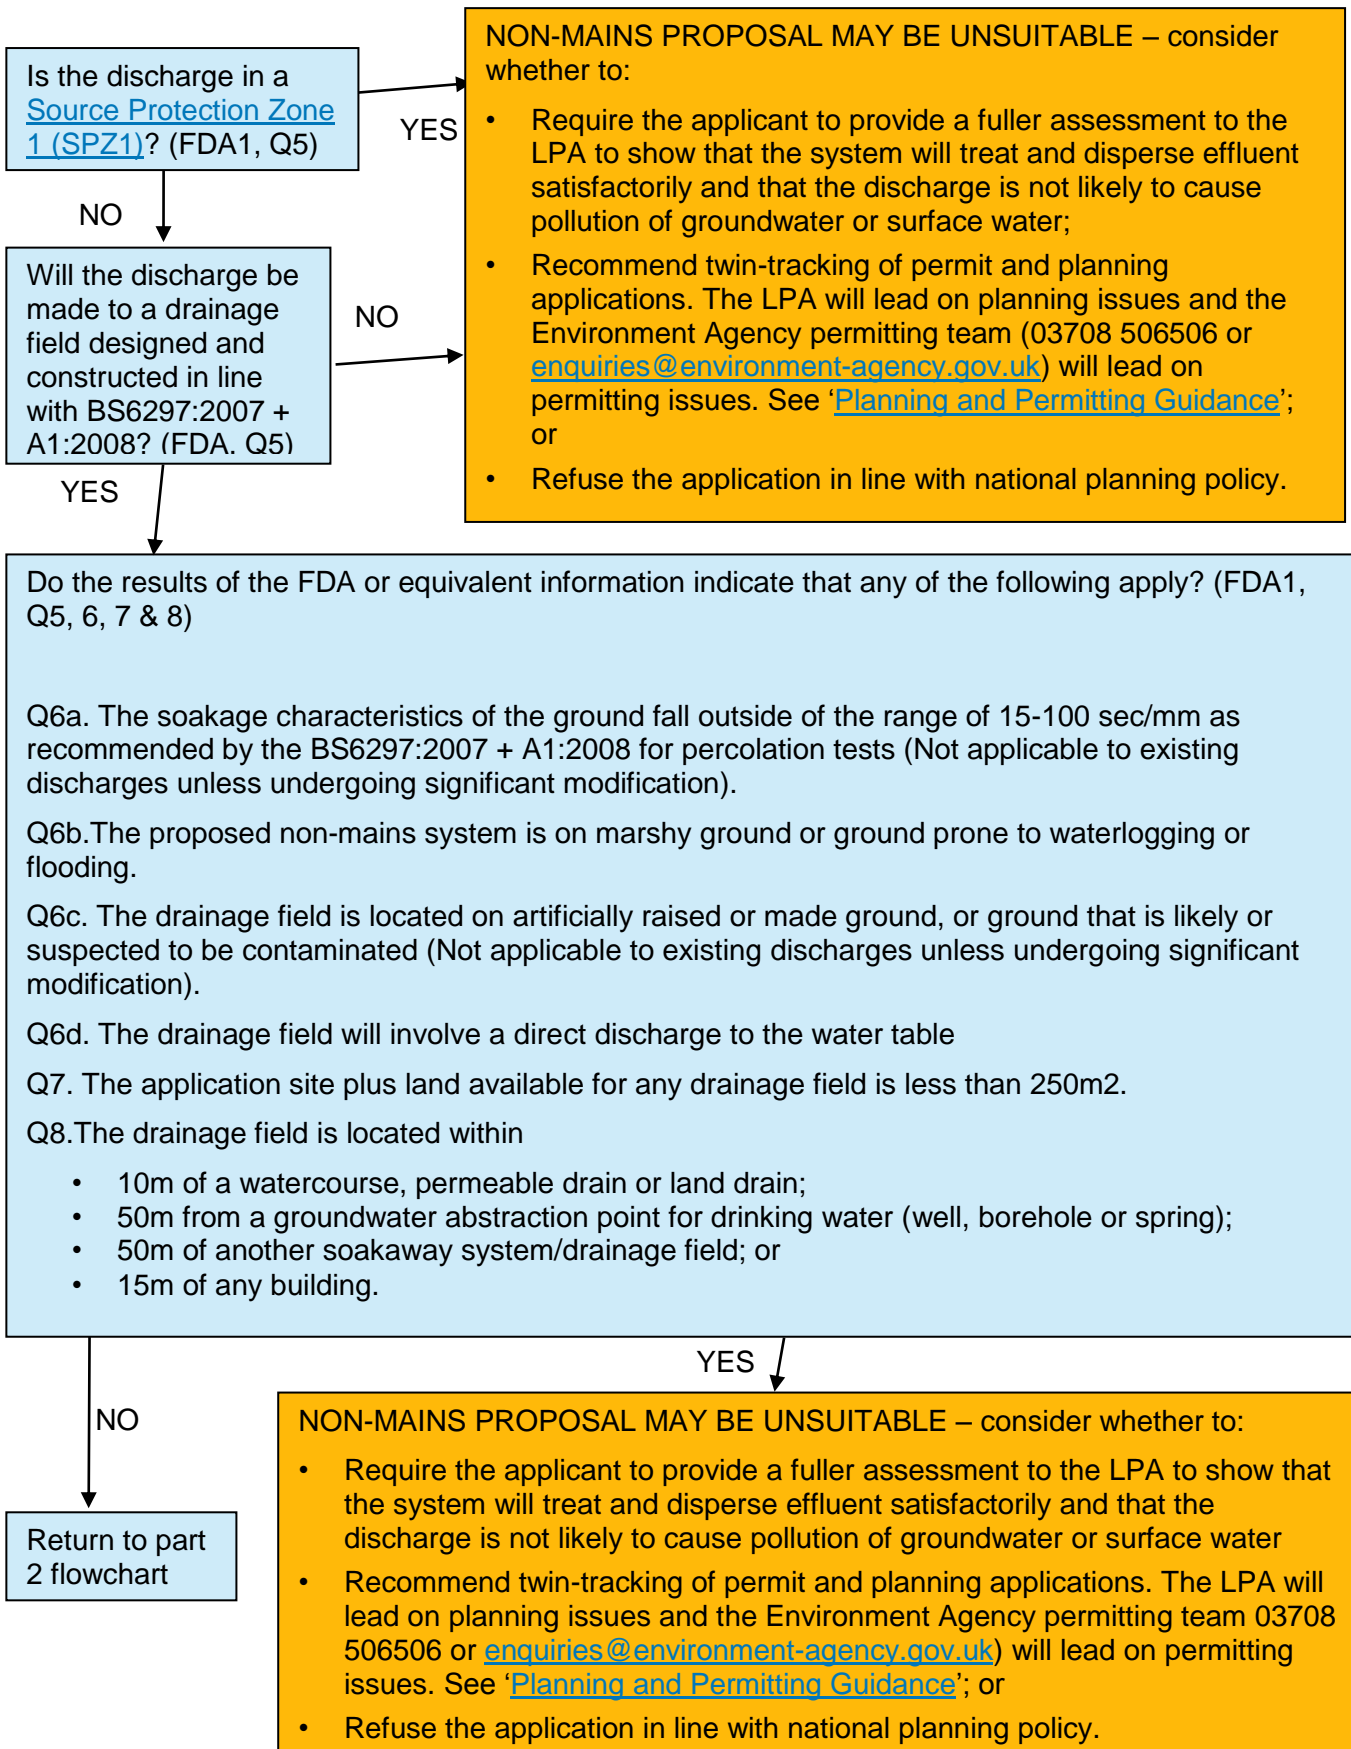 Is the discharge in a
Source Protection Zone
1 (SPZ1)? (FDA1, Q5)
YES
NO
NON-MAINS PROPOSAL MAY BE UNSUITABLE – consider
whether to:
• Require the applicant to provide a fuller assessment to the
LPA to show that the system will treat and disperse effluent
satisfactorily and that the discharge is not likely to cause
pollution of groundwater or surface water;
• Recommend twin-tracking of permit and planning
applications. The LPA will lead on planning issues and the
Environment Agency permitting team (03708 506506 or
enquiries@environment-agency.gov.uk) will lead on
permitting issues. See ‘Planning and Permitting Guidance’;
or
• Refuse the application in line with national planning policy.
Will the discharge be
made to a drainage
field designed and
constructed in line
with BS6297:2007 +
A1:2008? (FDA. Q5)
NO
YES
Do the results of the FDA or equivalent information indicate that any of the following apply? (FDA1,
Q5, 6, 7 & 8)
Q6a. The soakage characteristics of the ground fall outside of the range of 15-100 sec/mm as
recommended by the BS6297:2007 + A1:2008 for percolation tests (Not applicable to existing
discharges unless undergoing significant modification).
Q6b.The proposed non-mains system is on marshy ground or ground prone to waterlogging or
flooding.
Q6c. The drainage field is located on artificially raised or made ground, or ground that is likely or
suspected to be contaminated (Not applicable to existing discharges unless undergoing significant
modification).
Q6d. The drainage field will involve a direct discharge to the water table
Q7. The application site plus land available for any drainage field is less than 250m2.
Q8.The drainage field is located within
• 10m of a watercourse, permeable drain or land drain;
• 50m from a groundwater abstraction point for drinking water (well, borehole or spring);
• 50m of another soakaway system/drainage field; or
• 15m of any building.
YES
NO
Return to part
2 flowchart
NON-MAINS PROPOSAL MAY BE UNSUITABLE – consider whether to:
• Require the applicant to provide a fuller assessment to the LPA to show that
the system will treat and disperse effluent satisfactorily and that the
discharge is not likely to cause pollution of groundwater or surface water
• Recommend twin-tracking of permit and planning applications. The LPA will
lead on planning issues and the Environment Agency permitting team 03708
506506 or enquiries@environment-agency.gov.uk) will lead on permitting
issues. See ‘Planning and Permitting Guidance’; or
• Refuse the application in line with national planning policy.